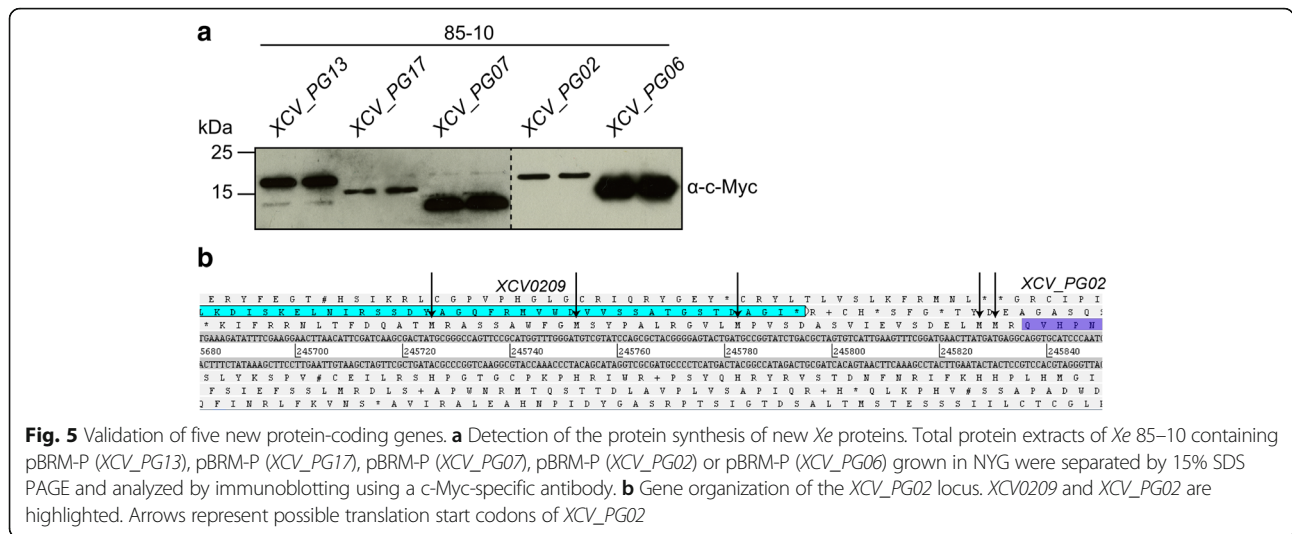 a
85-10
XCV_PG13 XCV_PG17 XCV_PG07 XCV_PG02 XCV_PG06
kDa
25
15
α-c-Myc
b
XCV0209 XCV_PG02
E R Y F E G T # H S I K R L C G P V P H G L G C R I Q R Y G E Y * C R Y L T L V S L K F R M N L * * G R C I P I
L K D I S K E L N I R S S D Y A G Q F R M V W D V V S S A T G S T D A G I * R + C H * S F G * T Y D E A G A S Q S
* K I F R R N L T F D Q A T M R A S S A W F G M S Y P A L R G V L M P V S D A S V I E V S D E L M M R Q V H P N
5680 245700 245720 245740 245760 245780 245800 245820 245840
S L Y K S P V # C E I L R S H P G T G C P K P H R I W R + P S Y Q H R Y R V S T D N F N R I F K H H P L H M G I
F S I E F S S L M R D L S + A P W N R M T Q S T T D L A V P L V S A P I Q R + H * Q L K P H V # S S A P A D W D
Q F I N R L F K V N S * A V I R A L E A H N P I D Y G A S R P T S I G T D S A L T M S T E S S S I I L C T C G L
Fig. 5 Validation of five new protein-coding genes. a Detection of the protein synthesis of new Xe proteins. Total protein extracts of Xe 85–10 containing
pBRM-P (XCV_PG13), pBRM-P (XCV_PG17), pBRM-P (XCV_PG07), pBRM-P (XCV_PG02) or pBRM-P (XCV_PG06) grown in NYG were separated by 15% SDS
PAGE and analyzed by immunoblotting using a c-Myc-specific antibody. b Gene organization of the XCV_PG02 locus. XCV0209 and XCV_PG02 are
highlighted. Arrows represent possible translation start codons of XCV_PG02